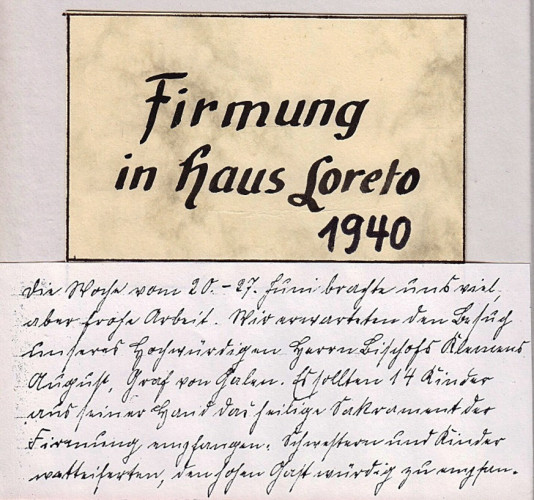 Firmung
in Haus Loreto
1940
Die Woche vom 20. - 27. Juni brachte uns viel,
aber frohe Arbeit. Wir erwarteten den Besuch
unseres Hochwürdigen Herrn Bischofs Klemens
August, Graf von Galen. Es sollten 14 Kinder
aus seiner Hand das heilige Sakrament der
Firmung empfangen. Schwestern und Kinder
wetteiferten, den hohen Gast würdig zu empfan-